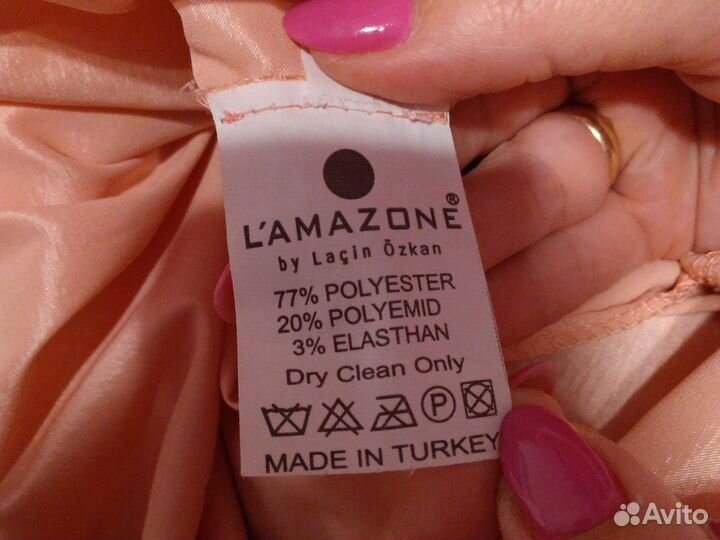 L'AMAZONE®
by Laçin Özkan
77% POLYESTER
20% POLYEMID
3% ELASTHAN
Dry Clean Only
P
MADE IN TURKEY
Avito